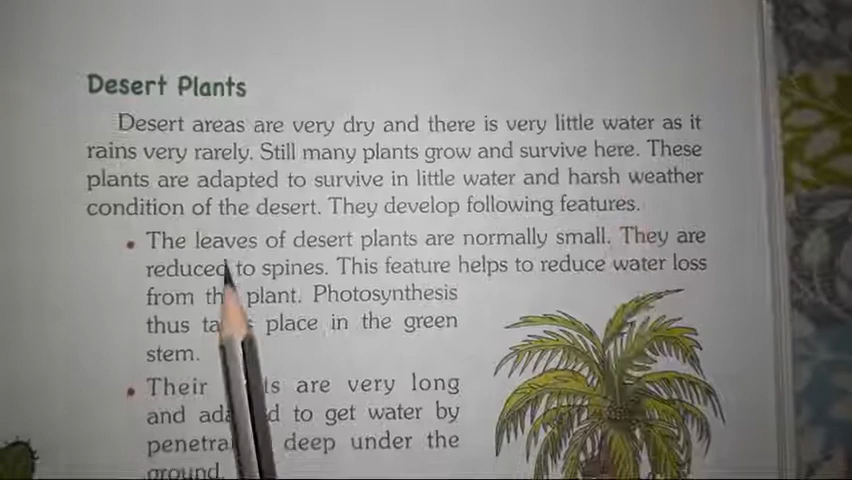 Desert Plants
Desert areas are very dry and there is very little water as it
rains very rarely. Still many plants grow and survive here. These
plants are adapted to survive in little water and harsh weather
condition of the desert. They develop following features.
• The leaves of desert plants are normally small. They are
reduced to spines. This feature helps to reduce water loss
from the plant. Photosynthesis
thus place in the green
stem.
• Their are very long
and to get water by
deep under the
ground.